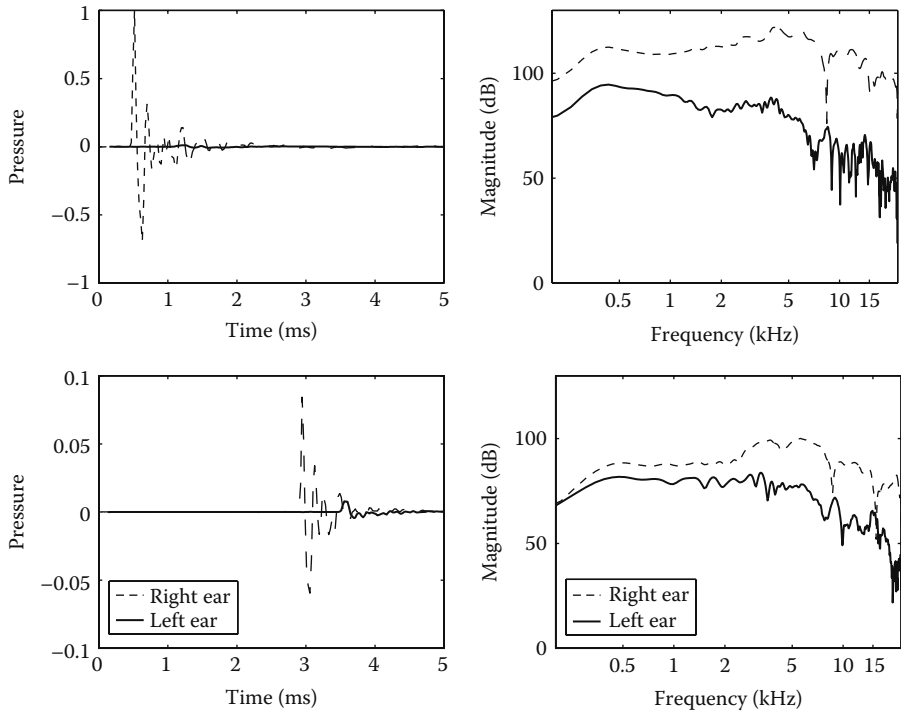 1
0.5
0
−0.5
−1
Pressure
0 1 2 3 4 5
Time (ms)
100
50
0
Magnitude (dB)
0.5 1 2 5 10 15
Frequency (kHz)
0.1
0.05
0
−0.05
−0.1
Pressure
Right ear
Left ear
0 1 2 3 4 5
Time (ms)
100
50
0
Magnitude (dB)
Right ear
Left ear
0.5 1 2 5 10 15
Frequency (kHz)